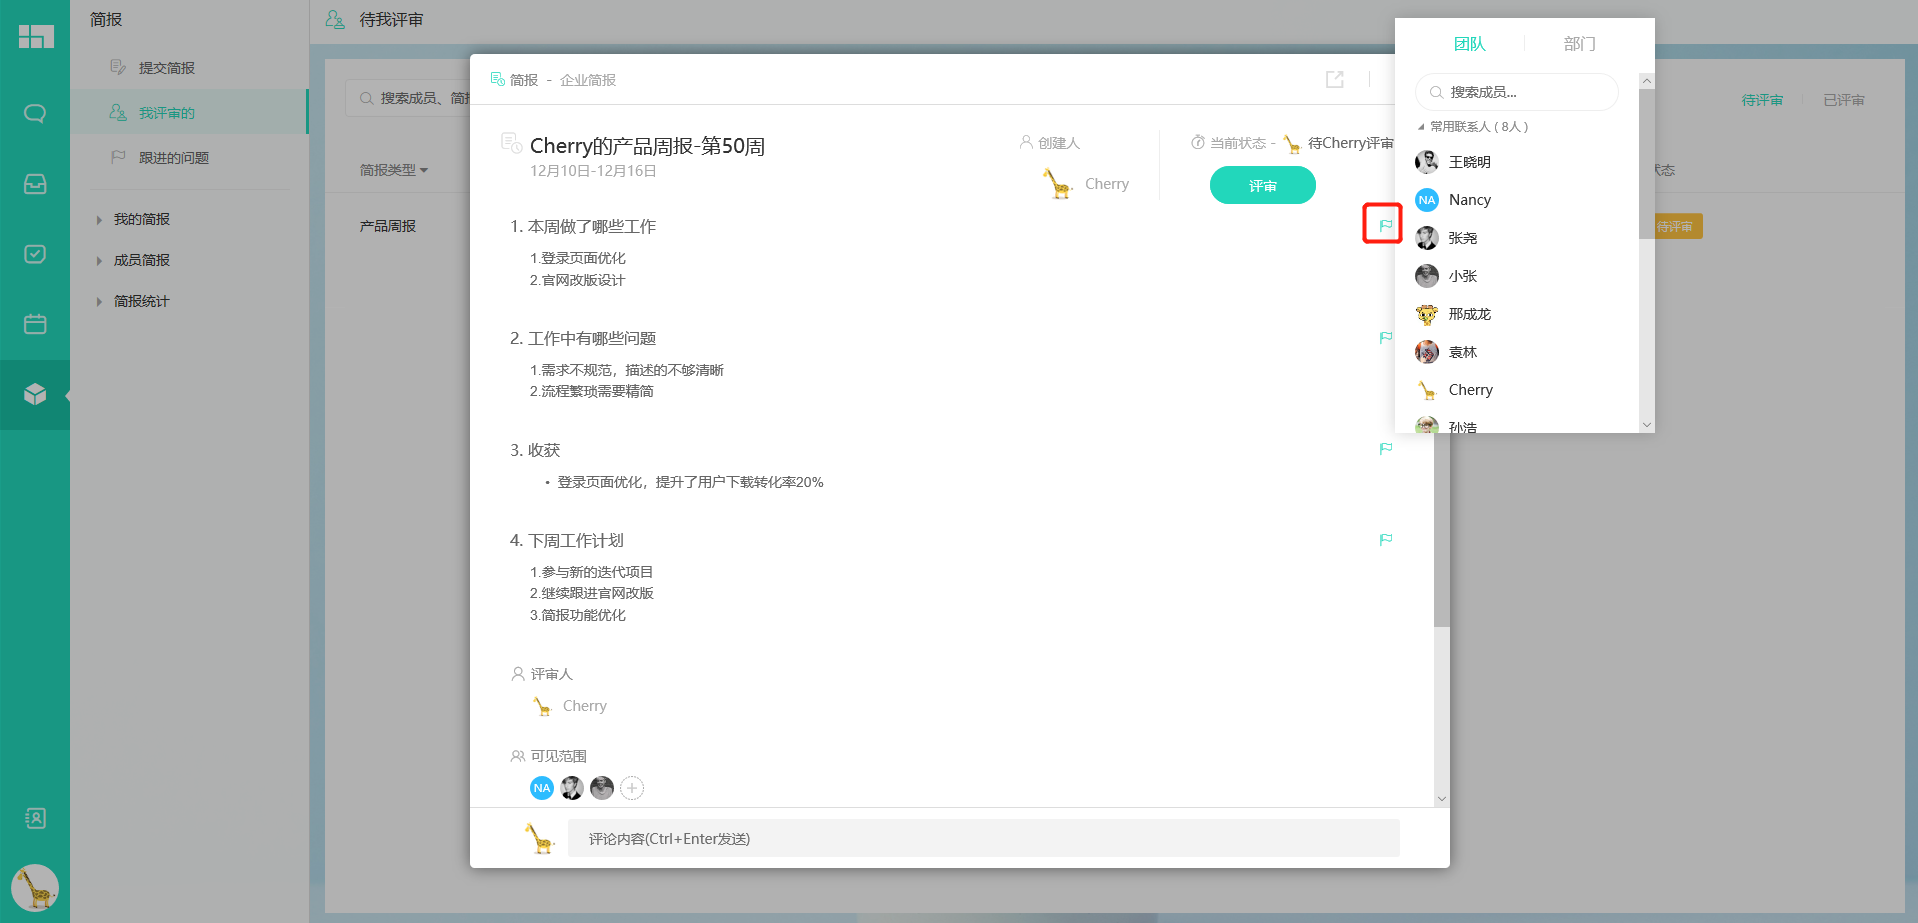 简报
提交简报
我评审的
跟进的问题
我的简报
成员简报
简报统计
待我评审
搜索成员、简报
待评审
已评审
简报类型
状态
产品周报
待评审
简报 - 企业简报
Cherry的产品周报-第50周
12月10日-12月16日
创建人
Cherry
当前状态 - 待Cherry评审
评审
1. 本周做了哪些工作
1.登录页面优化
2.官网改版设计
2. 工作中有哪些问题
1.需求不规范，描述的不够清晰
2.流程繁琐需要精简
3. 收获
• 登录页面优化，提升了用户下载转化率20%
4. 下周工作计划
1.参与新的迭代项目
2.继续跟进官网改版
3.简报功能优化
评审人
Cherry
可见范围
NA
评论内容(Ctrl+Enter发送)
团队
部门
搜索成员...
常用联系人 ( 8人 )
王晓明
NA Nancy
张尧
小张
邢成龙
袁林
Cherry
孙浩